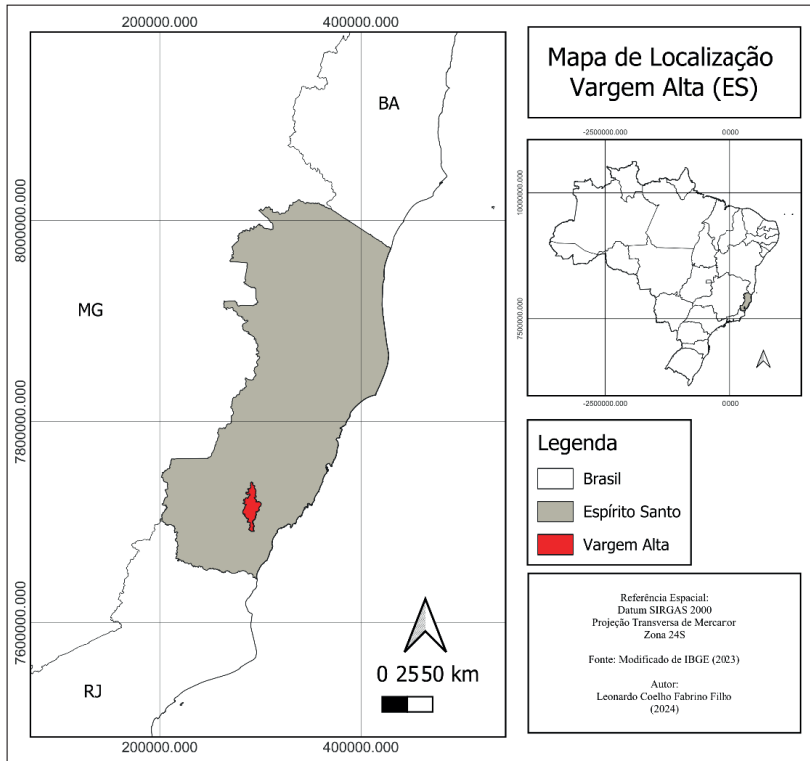 200000.000
400000.000
8000000.000
7800000.000
7600000.000
BA
MG
RJ
0 2550 km
200000.000
400000.000
Mapa de Localização
Vargem Alta (ES)
-2500000.000
0000
10000000.000
7500000.000
-2500000.000
0000
Legenda
Brasil
Espírito Santo
Vargem Alta
Referência Espacial:
Datum SIRGAS 2000
Projeção Transversa de Mercaror
Zona 24S
Fonte: Modificado de IBGE (2023)
Autor:
Leonardo Coelho Fabrino Filho
(2024)